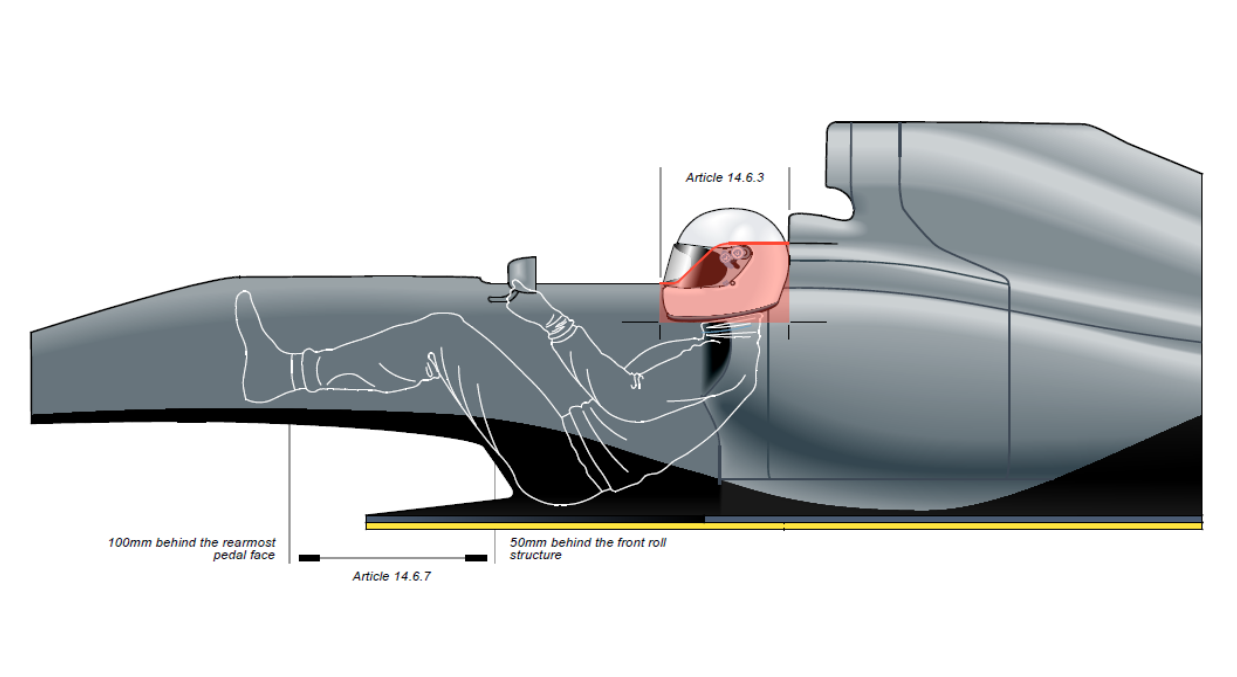 Article 14.6.3
100mm behind the rearmost
pedal face
50mm behind the front roll
structure
Article 14.6.7